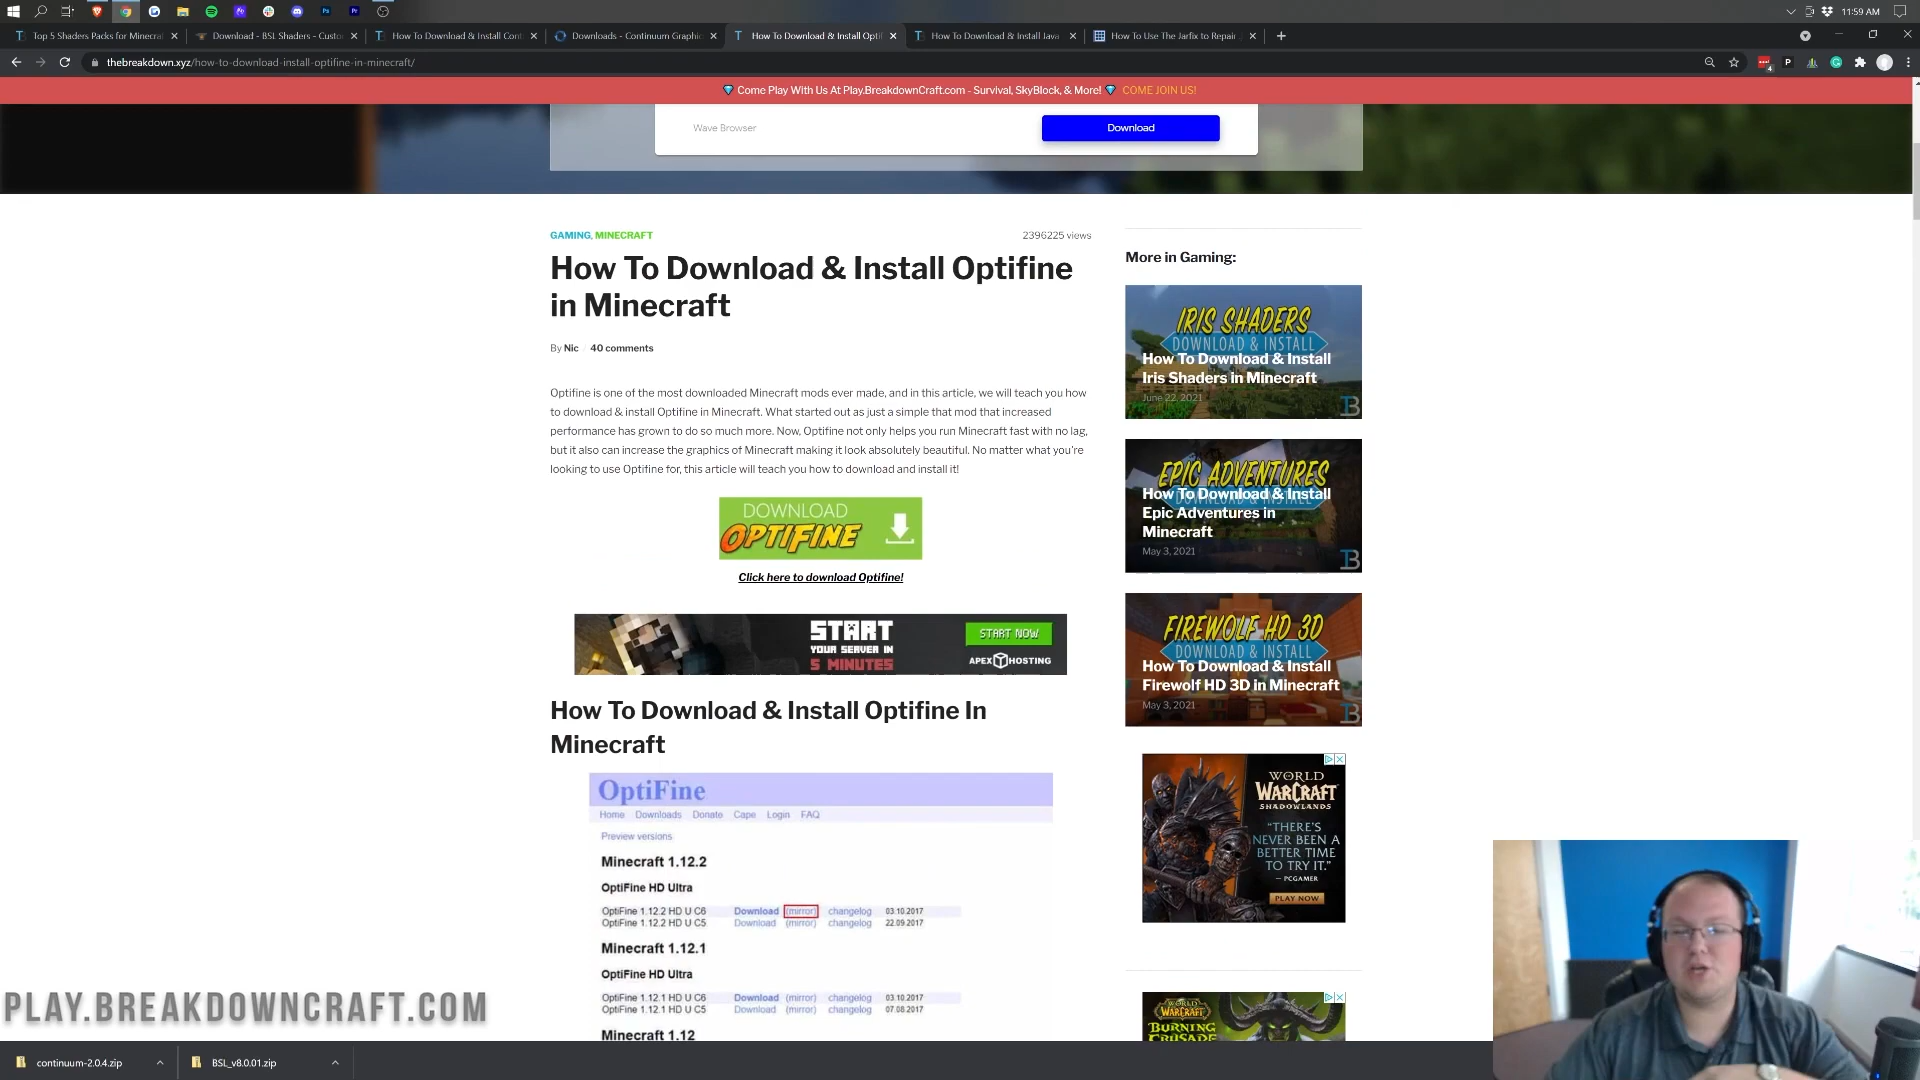 11:59 AM
Top 5 Shaders Packs for Minecraf
Download - BSL Shaders - Custo
How To Download & Install Cont
Downloads - Continuum Graphic
How To Download & Install Optif
How To Download & Install Java
How To Use The Jarfix to Repair
thebreakdown.xyz/how-to-download-install-optifine-in-minecraft/
Come Play With Us At Play.BreakdownCraft.com - Survival, SkyBlock, & More! COME JOIN US!
Wave Browser
Download
GAMING, MINECRAFT
2396225 views
How To Download & Install Optifine
in Minecraft
By Nic
40 comments
Optifine is one of the most downloaded Minecraft mods ever made, and in this article, we will teach you how
to download & install Optifine in Minecraft. What started out as just a simple that mod that increased
performance has grown to do so much more. Now, Optifine not only helps you run Minecraft fast with no lag,
but it also can increase the graphics of Minecraft making it look absolutely beautiful. No matter what you're
looking to use Optifine for, this article will teach you how to download and install it!
DOWNLOAD
OPTIFINE
Click here to download Optifine!
START
YOUR SERVER IN
5 MINUTES
START NOW
APEX HOSTING
How To Download & Install Optifine In
Minecraft
OptiFine
Home Downloads Donate Cape Login FAQ
Preview versions
Minecraft 1.12.2
OptiFine HD Ultra
OptiFine 1.12.2 HD U C6 Download (mirror) changelog 03.10.2017
OptiFine 1.12.2 HD U C5 Download (mirror) changelog 22.09.2017
Minecraft 1.12.1
OptiFine HD Ultra
OptiFine 1.12.1 HD U C6 Download (mirror) changelog 03.10.2017
OptiFine 1.12.1 HD U C5 Download (mirror) changelog 07.08.2017
Minecraft 1.12
More in Gaming:
IRIS SHADERS
DOWNLOAD & INSTALL
How To Download & Install
Iris Shaders in Minecraft
June 22, 2021
EPIC ADVENTURES
DOWNLOAD & INSTALL
How To Download & Install
Epic Adventures in
Minecraft
May 3, 2021
FIREWOLF HD 3D
DOWNLOAD & INSTALL
How To Download & Install
Firewolf HD 3D in Minecraft
May 3, 2021
WORLD
WARCRAFT
SHADOWLANDS
"THERE'S
NEVER BEEN A
BETTER TIME
TO TRY IT."
— PCGAMER
PLAY NOW
WORLD
WARCRAFT
BURNING
CRUSADE
PLAY.BREAKDOWNCRAFT.COM
continuum-2.0.4.zip
BSL_v8.0.01.zip